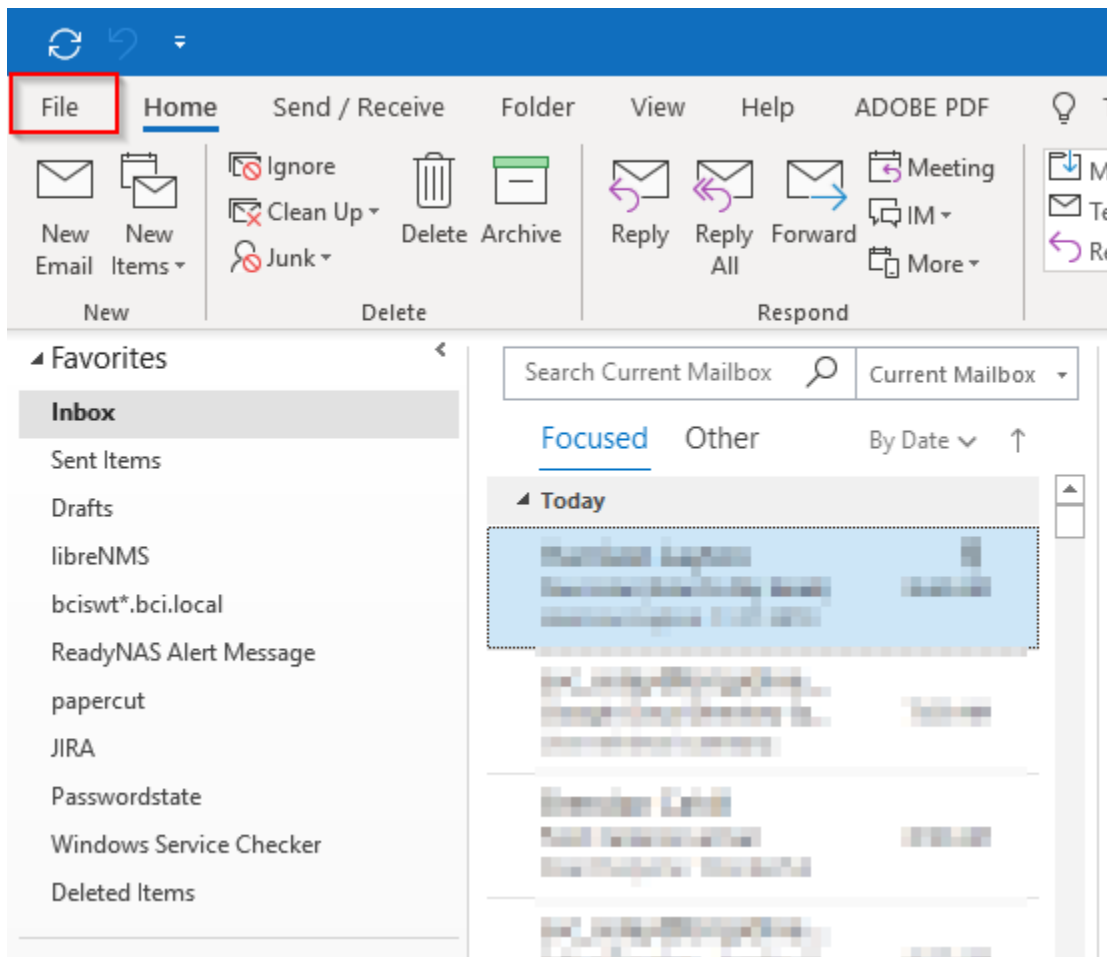 File Home Send / Receive Folder View Help ADOBE PDF
Ignore
Clean Up
Junk
New Email
New Items
Delete
Archive
Reply
Reply All
Forward
Meeting
IM
More
New Delete Respond
Favorites
Inbox
Sent Items
Drafts
libreNMS
bciswt*.bci.local
ReadyNAS Alert Message
papercut
JIRA
Passwordstate
Windows Service Checker
Deleted Items
Search Current Mailbox Current Mailbox
Focused Other By Date
Today